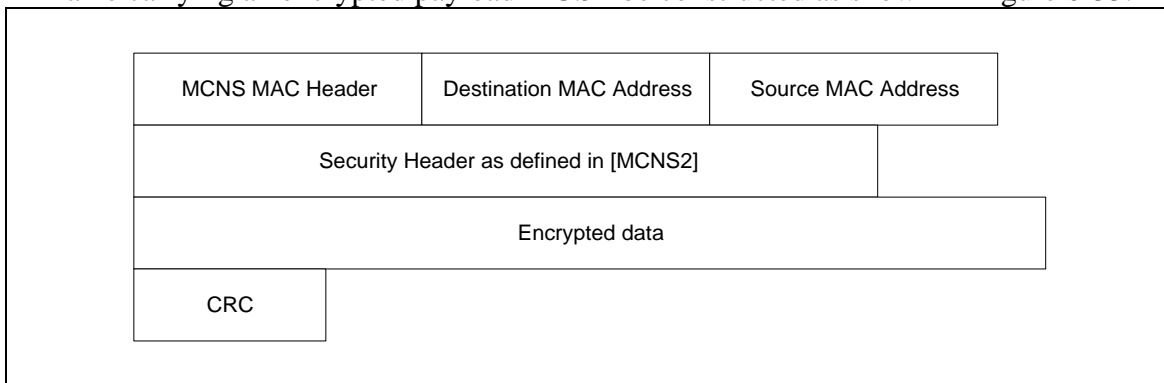 MCNS MAC Header Destination MAC Address Source MAC Address
Security Header as defined in [MCNS2]
Encrypted data
CRC